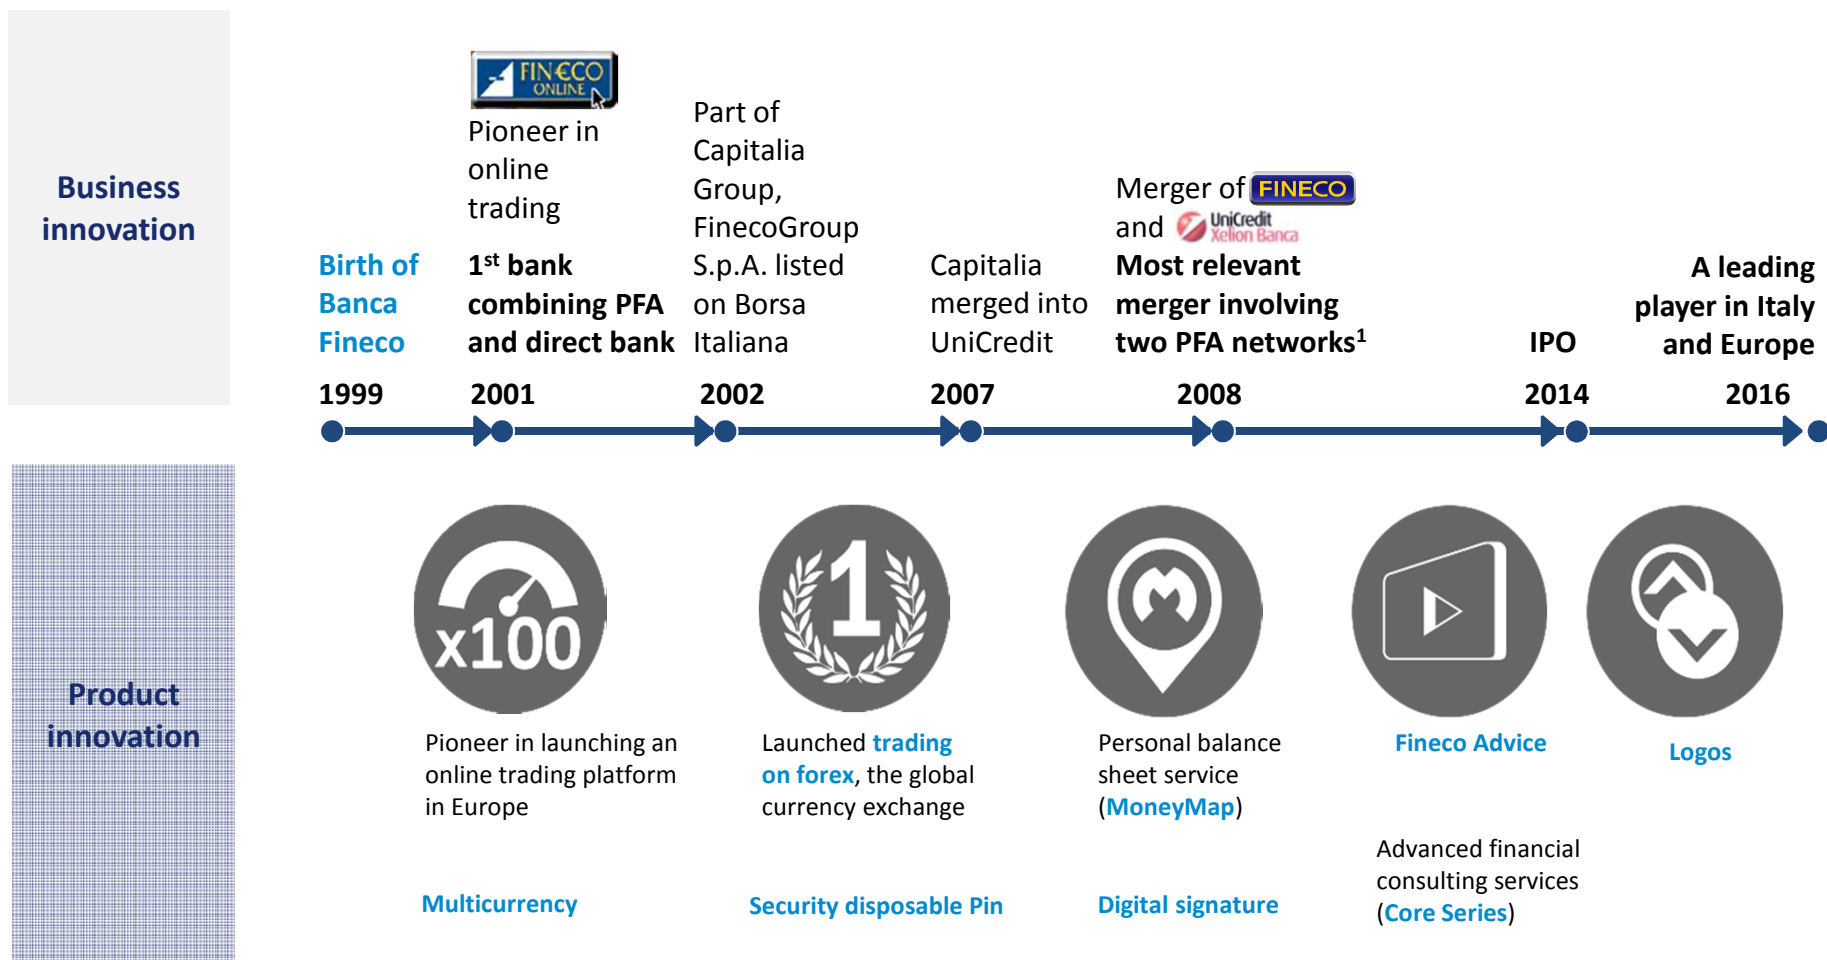 Business
innovation
Birth of
Banca
Fineco
1999
FIN€CO
ONLINE
Pioneer in
online
trading
1st bank
combining PFA
and direct bank
2001
Part of
Capitalia
Group,
FinecoGroup
S.p.A. listed
on Borsa
Italiana
2002
Capitalia
merged into
UniCredit
2007
Merger of FINECO
and UniCredit
Xelion Banca
Most relevant
merger involving
two PFA networks1
2008
IPO
2014
A leading
player in Italy
and Europe
2016
Product
innovation
x100
Pioneer in launching an
online trading platform
in Europe
Multicurrency
1
Launched trading
on forex, the global
currency exchange
Security disposable Pin
M
Personal balance
sheet service
(MoneyMap)
Digital signature
Fineco Advice
Advanced financial
consulting services
(Core Series)
Logos